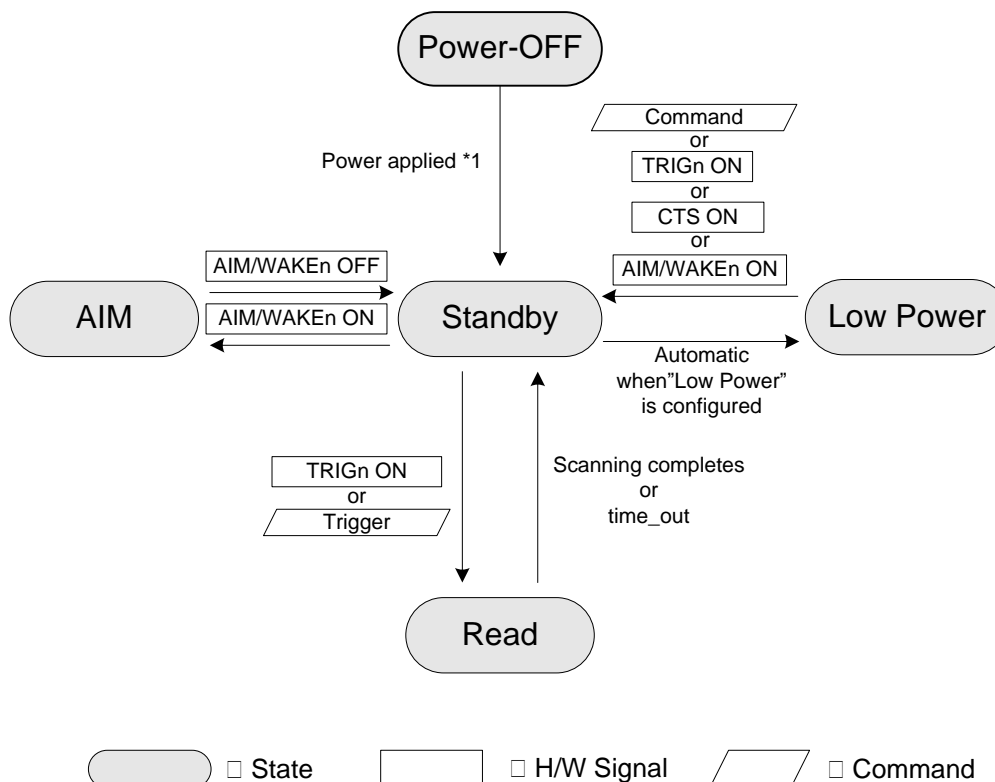 Power-OFF
Power applied *1
Command
or
TRIGn ON
or
CTS ON
or
AIM/WAKEn ON
AIM/WAKEn OFF
AIM/WAKEn ON
AIM
Standby
Low Power
Automatic
when"Low Power"
is configured
TRIGn ON
or
Trigger
Scanning completes
or
time_out
Read
□ State
□ H/W Signal
□ Command